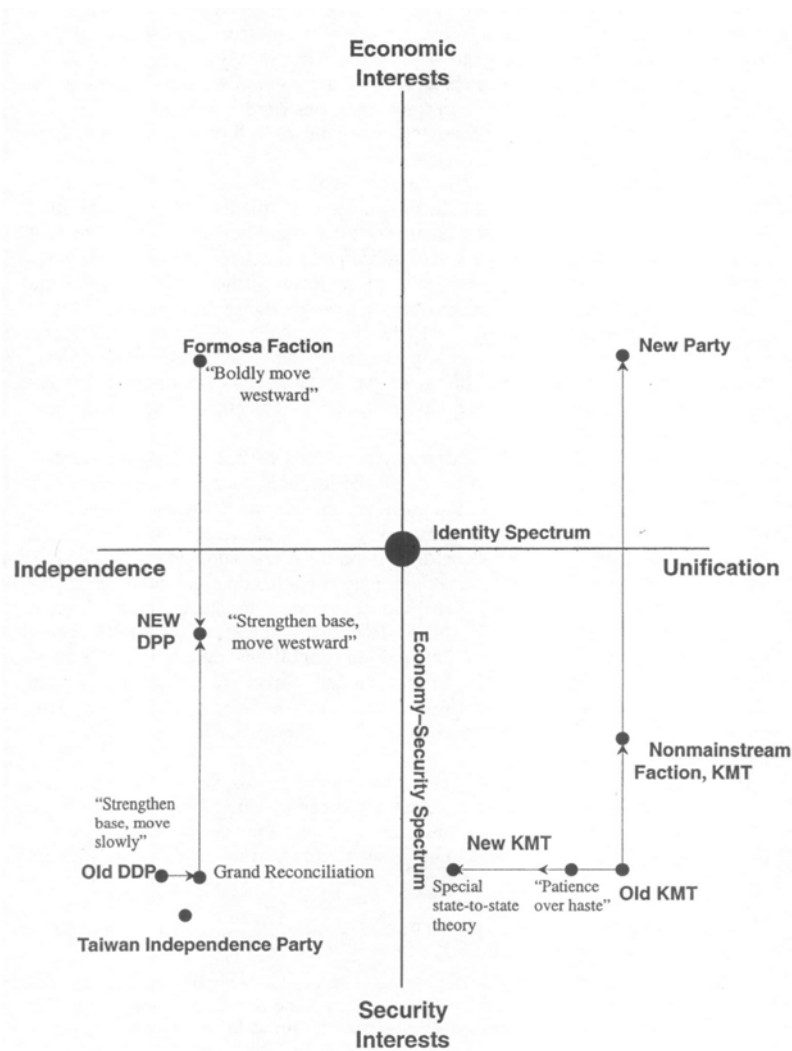 Economic
Interests
Formosa Faction
“Boldly move
westward”
New Party
Identity Spectrum
Independence
Unification
NEW
DPP
“Strengthen base,
move westward”
Economy–Security Spectrum
Nonmainstream
Faction, KMT
“Strengthen
base, move
slowly”
Old DDP
Grand Reconciliation
New KMT
Special
state-to-state
theory
“Patience
over haste”
Old KMT
Taiwan Independence Party
Security
Interests